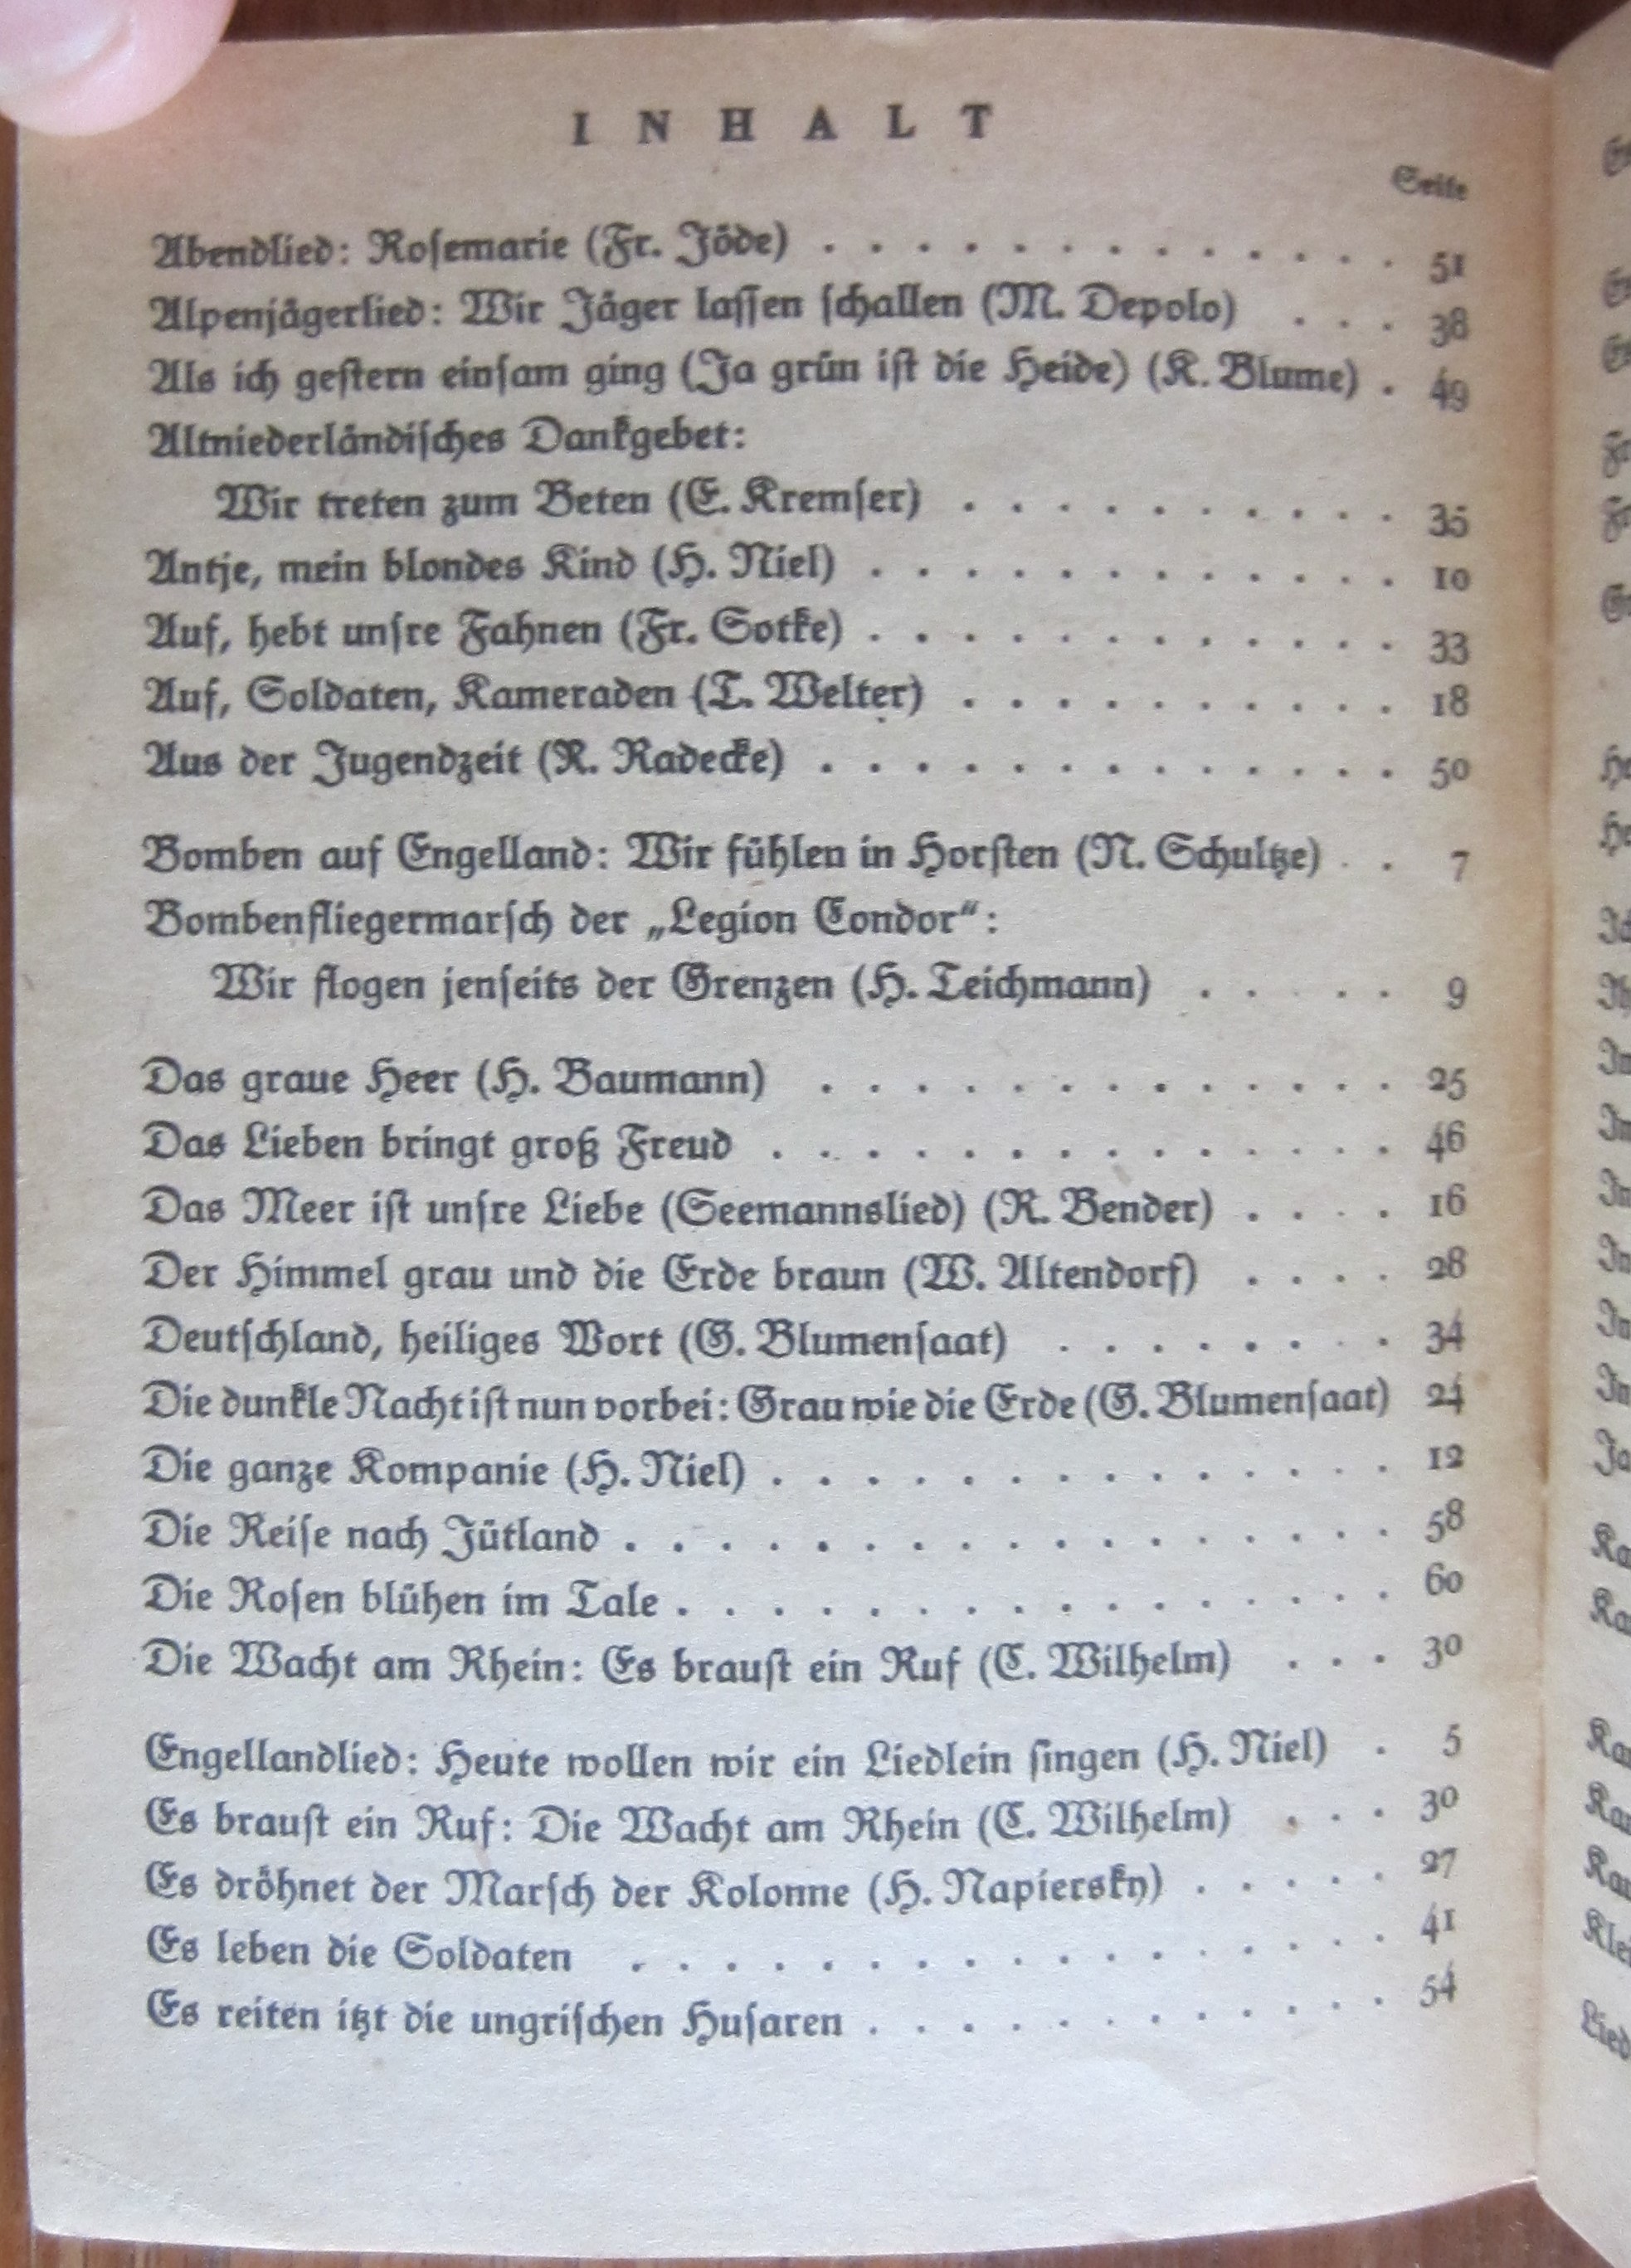 INHALT
Seite
Abendlied: Rosemarie (Fr. Jöde) . . . . . . . . . . . . . 51
Alpenjägerlied: Wir Jäger lassen schallen (M. Depolo) . . . 38
Als ich gestern einsam ging (Ja grün ist die Heide) (K. Blume) . 49
Altniederländisches Dankgebet:
Wir treten zum Beten (E. Kremser) . . . . . . . . . . 35
Antje, mein blondes Kind (H. Niel) . . . . . . . . . . . . 10
Auf, hebt unsre Fahnen (Fr. Sotke) . . . . . . . . . . . . 33
Auf, Soldaten, Kameraden (T. Welter) . . . . . . . . . . 18
Aus der Jugendzeit (R. Radecke) . . . . . . . . . . . . . 50
Bomben auf Engelland: Wir fühlen in Horsten (N. Schultze) . . 7
Bombenfliegermarsch der „Legion Condor“:
Wir flogen jenseits der Grenzen (H. Teichmann) . . . . . 9
Das graue Heer (H. Baumann) . . . . . . . . . . . . . 25
Das Lieben bringt groß Freud . . . . . . . . . . . . . . 46
Das Meer ist unsre Liebe (Seemannslied) (R. Bender) . . . . 16
Der Himmel grau und die Erde braun (W. Altendorf) . . . . 28
Deutschland, heiliges Wort (G. Blumensaat) . . . . . . . . 34
Die dunkle Nacht ist nun vorbei: Grau wie die Erde (G. Blumensaat) 24
Die ganze Kompanie (H. Niel) . . . . . . . . . . . . . . 12
Die Reise nach Jütland . . . . . . . . . . . . . . . . . 58
Die Rosen blühen im Tale . . . . . . . . . . . . . . . . 60
Die Wacht am Rhein: Es braust ein Ruf (C. Wilhelm) . . . 30
Engellandlied: Heute wollen wir ein Liedlein singen (H. Niel) . 5
Es braust ein Ruf: Die Wacht am Rhein (C. Wilhelm) . . . 30
Es dröhnet der Marsch der Kolonne (H. Napiersky) . . . . . 27
Es leben die Soldaten . . . . . . . . . . . . . . . . 41
Es reiten itzt die ungrischen Husaren . . . . . . . . . . . 54